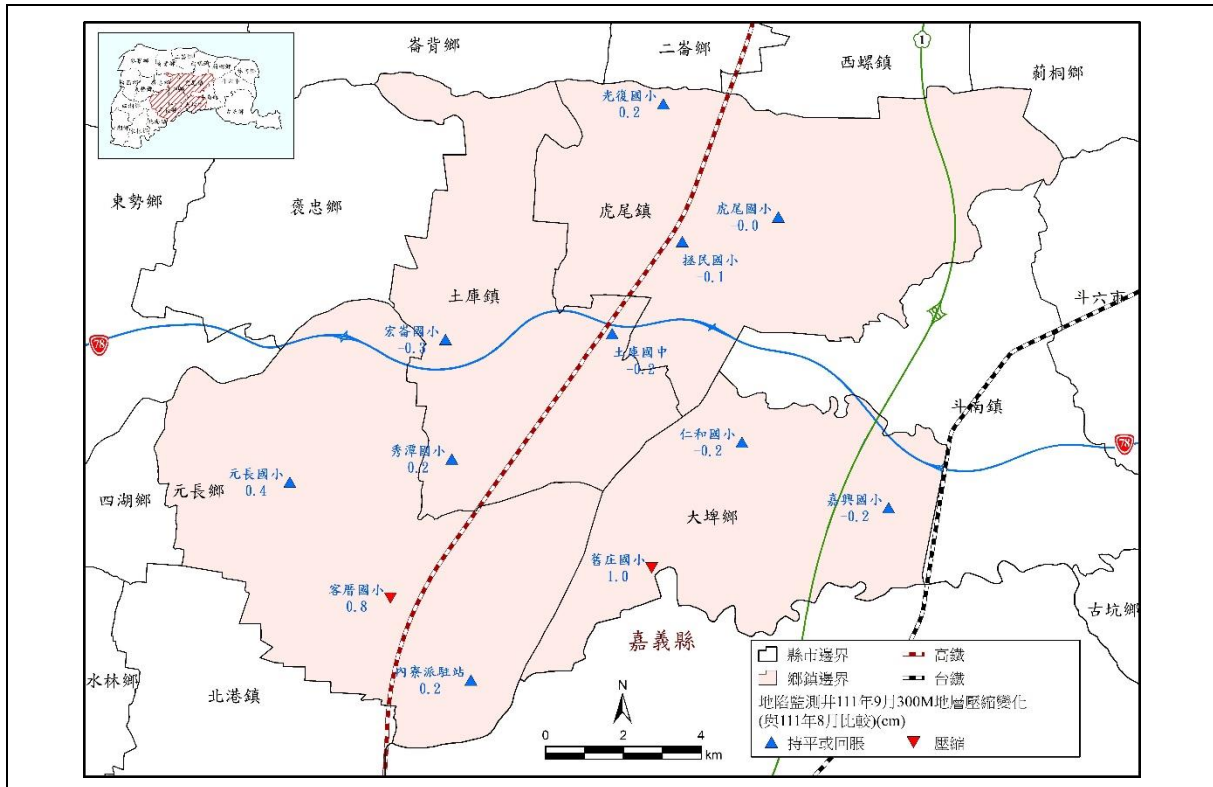 崙背鄉
二崙鄉
西螺鎮
莿桐鄉
1
光復國小
0.2
東勢鄉
褒忠鄉
虎尾鎮
虎尾國小
-0.0
拯民國小
-0.1
土庫鎮
斗六市
78
宏崙國小
-0.3
土庫國中
-0.2
斗南鎮
78
仁和國小
-0.2
秀潭國小
0.2
元長國小
0.4
四湖鄉
元長鄉
嘉興國小
-0.2
大埤鄉
舊庄國小
1.0
客厝國小
0.8
古坑鄉
嘉義縣
內寮派駐站
0.2
水林鄉
北港鎮
N
0 2 4
km
縣市邊界
高鐵
鄉鎮邊界
台鐵
地陷監測井111年9月300M地層壓縮變化
(與111年8月比較)(cm)
持平或回脹
壓縮